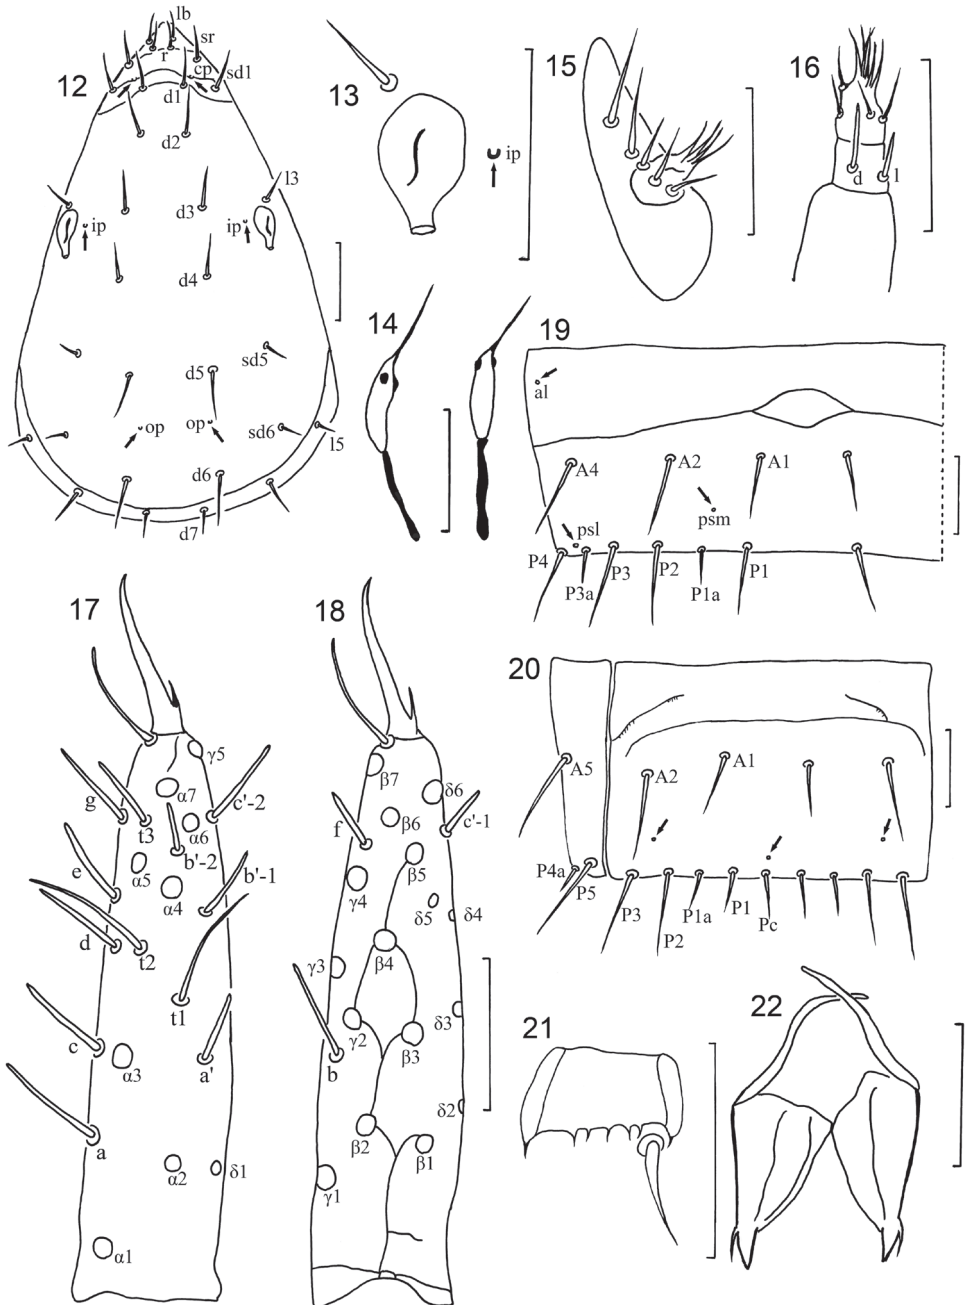 12
lb
sr
r
cp
sd1
d1
d2
l3
d3
ip
ip
d4
sd5
d5
op
op
sd6
l5
d6
d7
13
ip
14
15
16
d
l
19
al
A4
A2
A1
psm
psl
P4
P3a
P3
P2
P1a
P1
17
γ5
α7
g
t3
α6
c'-2
b'-2
e
α5
α4
b'-1
d
t2
t1
c
α3
a'
a
α2
δ1
α1
18
β7
δ6
f
β6
c'-1
β5
γ4
δ5
δ4
β4
γ3
γ2
β3
δ3
b
δ2
β2
β1
γ1
20
A5
A2
A1
P4a
P5
P3
P2
P1a
P1
Pc
21
22